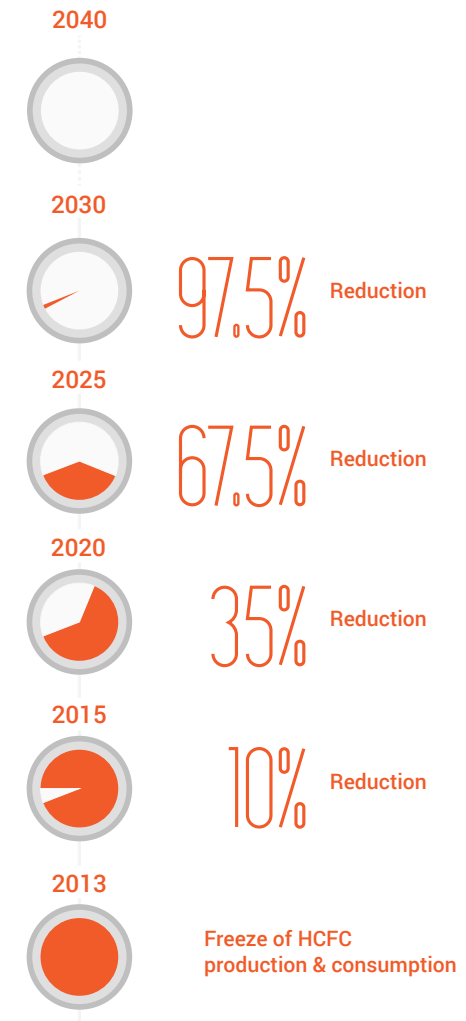 2040
2030
97.5% Reduction
2025
67.5% Reduction
2020
35% Reduction
2015
10% Reduction
2013
Freeze of HCFC
production & consumption